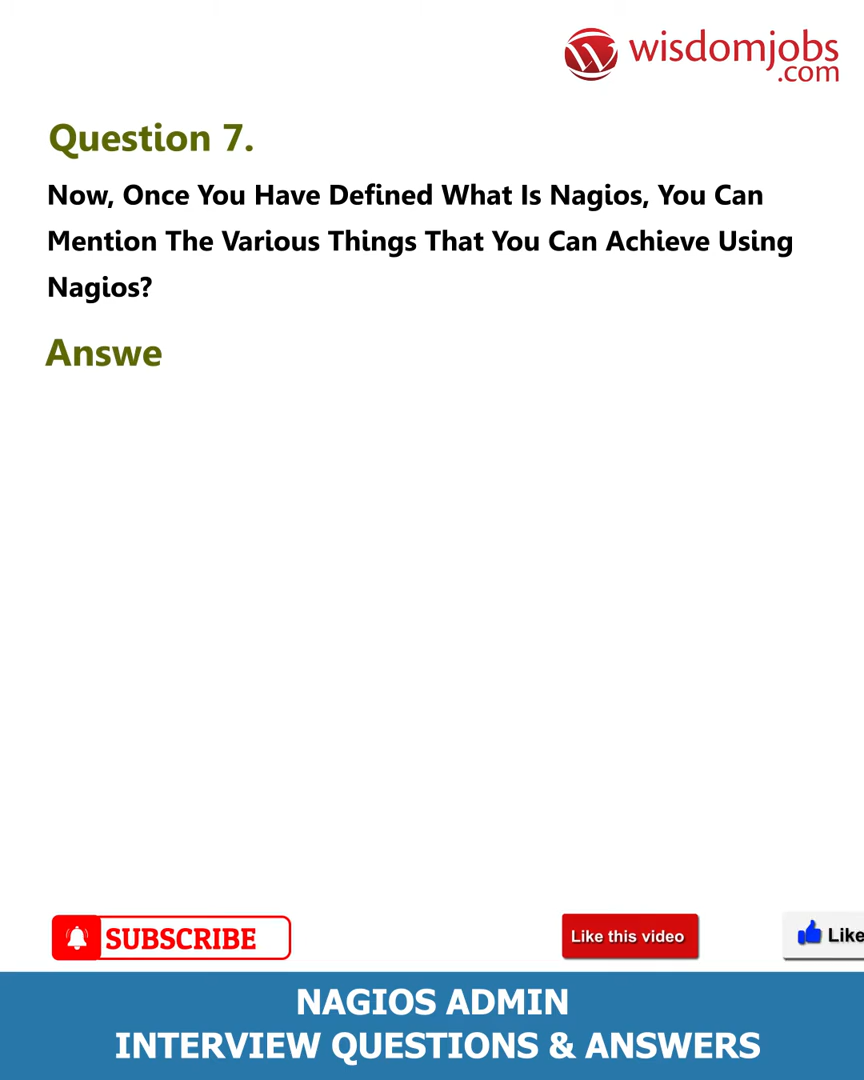 wisdomjobs
.com
Question 7.
Now, Once You Have Defined What Is Nagios, You Can
Mention The Various Things That You Can Achieve Using
Nagios?
Answe
SUBSCRIBE
Like this video
Like
NAGIOS ADMIN
INTERVIEW QUESTIONS & ANSWERS